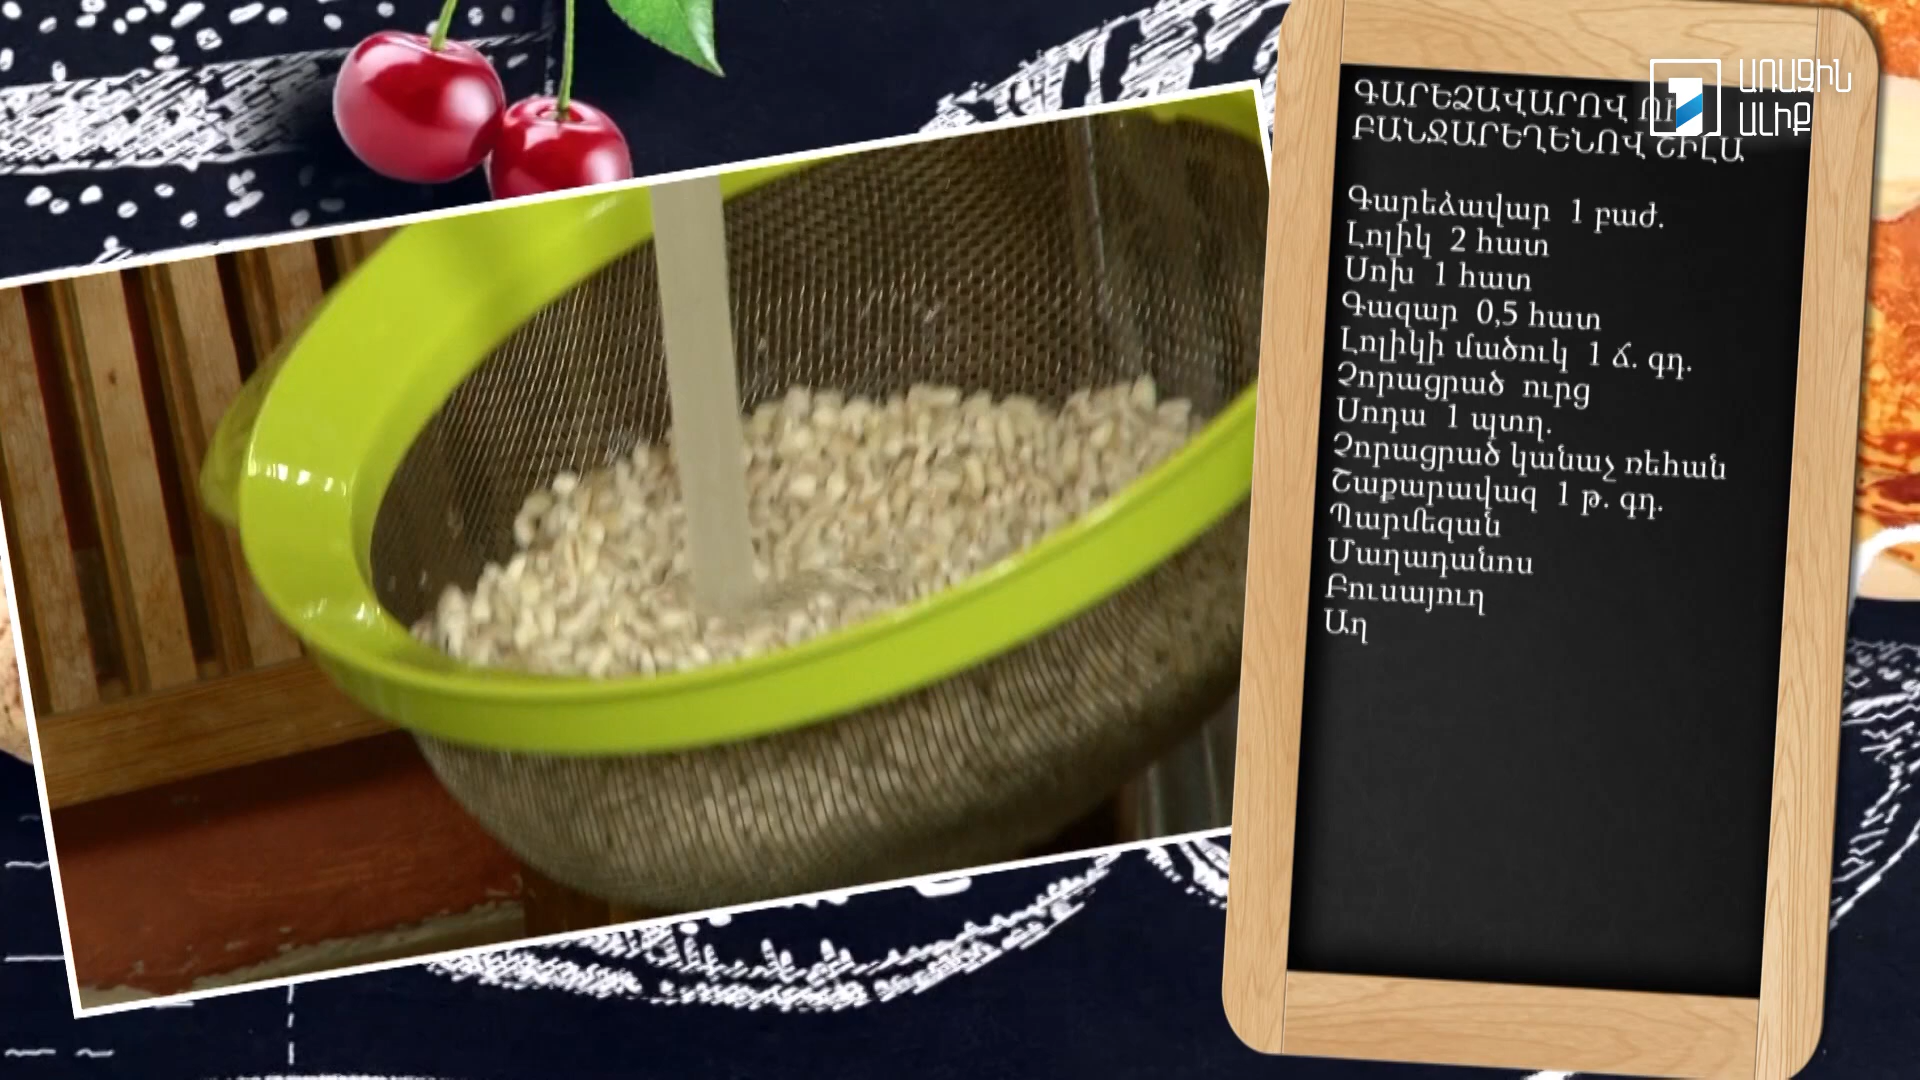 ԳԱՐԵՁԱՎԱՐՈՎ ՈՒ
ԲԱՆՋԱՐԵՂԵՆՈՎ ՇԻԼԱ
Գարեձավար 1 բաժ.
Լոլիկ 2 հատ
Սոխ 1 հատ
Գազար 0,5 հատ
Լոլիկի մածուկ 1 ճ. գդ.
Չորացրած ուրց
Սոդա 1 պտղ.
Չորացրած կանաչ ռեհան
Շաքարավազ 1 թ. գդ.
Պարմեզան
Մաղադանոս
Բուսայուղ
Աղ
1
ԱՌԱՋԻՆ
ԱԼԻՔ